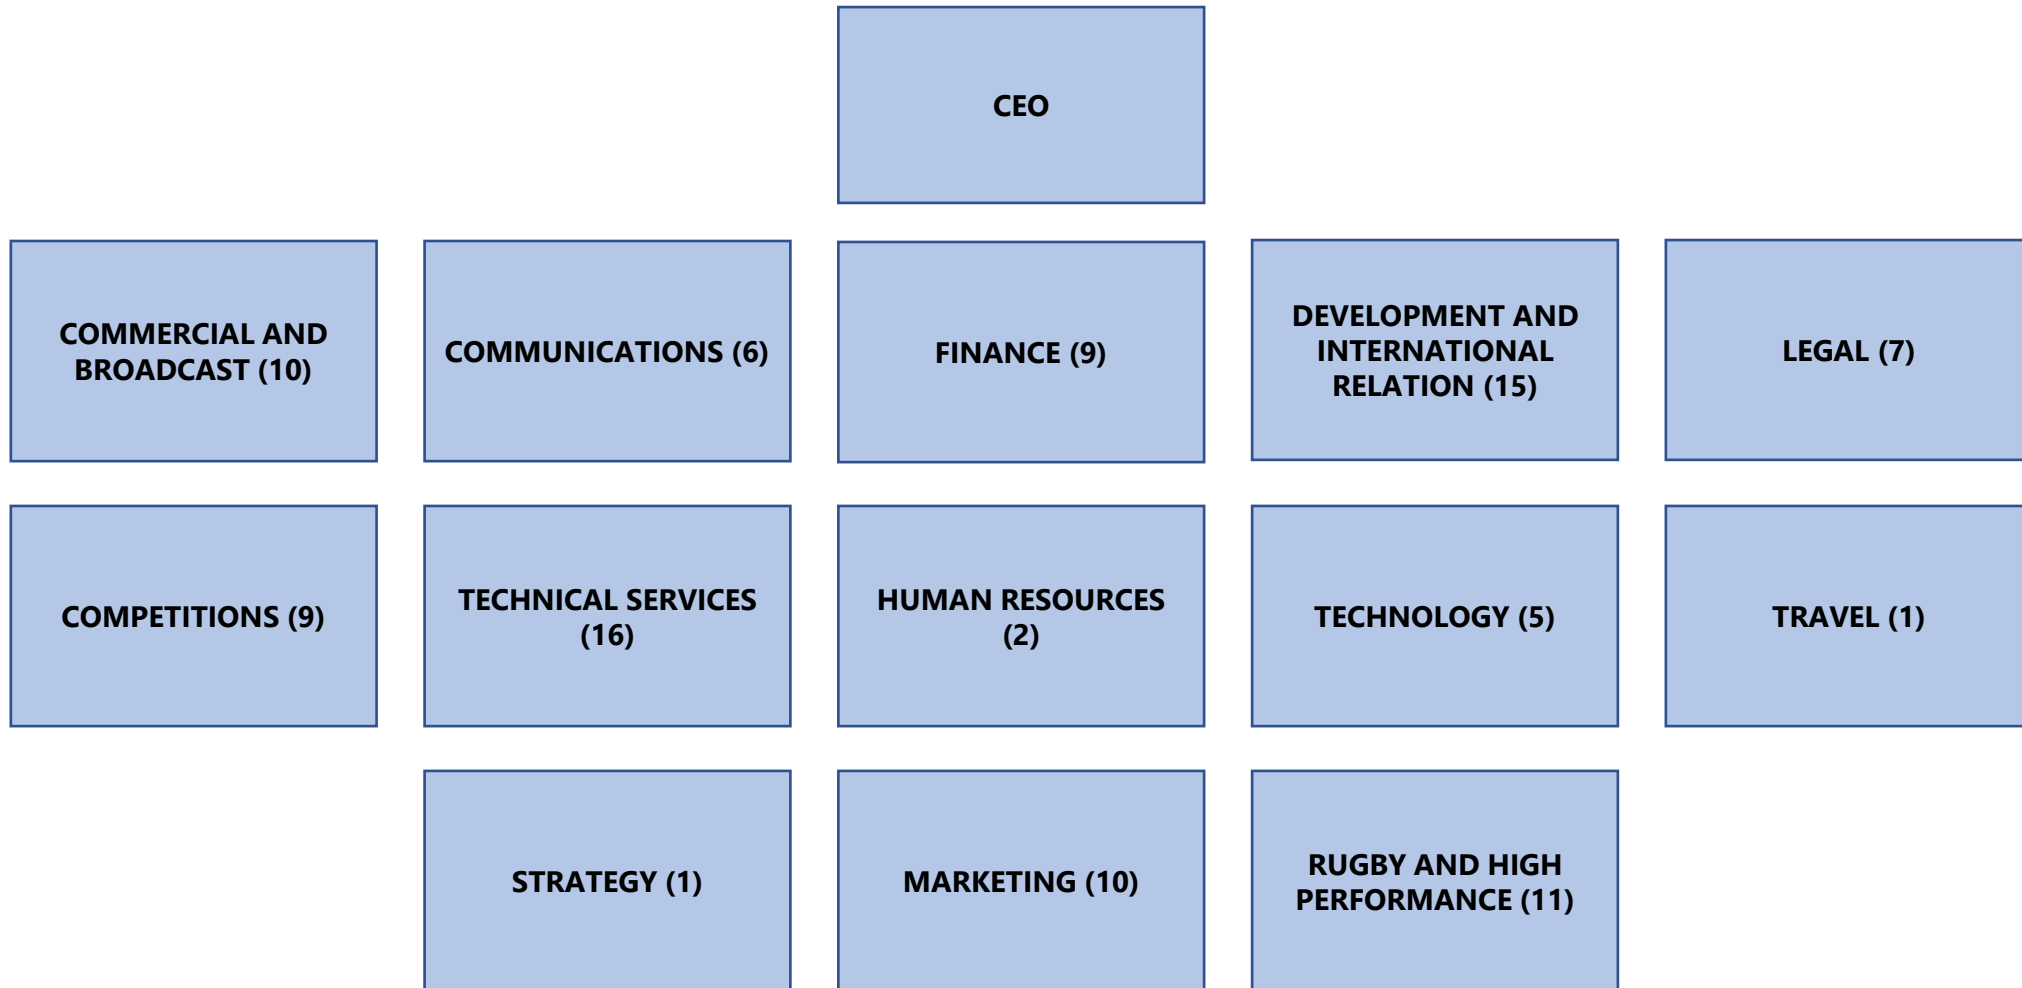 CEO
COMMERCIAL AND
BROADCAST (10)
COMMUNICATIONS (6)
FINANCE (9)
DEVELOPMENT AND
INTERNATIONAL
RELATION (15)
LEGAL (7)
COMPETITIONS (9)
TECHNICAL SERVICES
(16)
HUMAN RESOURCES
(2)
TECHNOLOGY (5)
TRAVEL (1)
STRATEGY (1)
MARKETING (10)
RUGBY AND HIGH
PERFORMANCE (11)